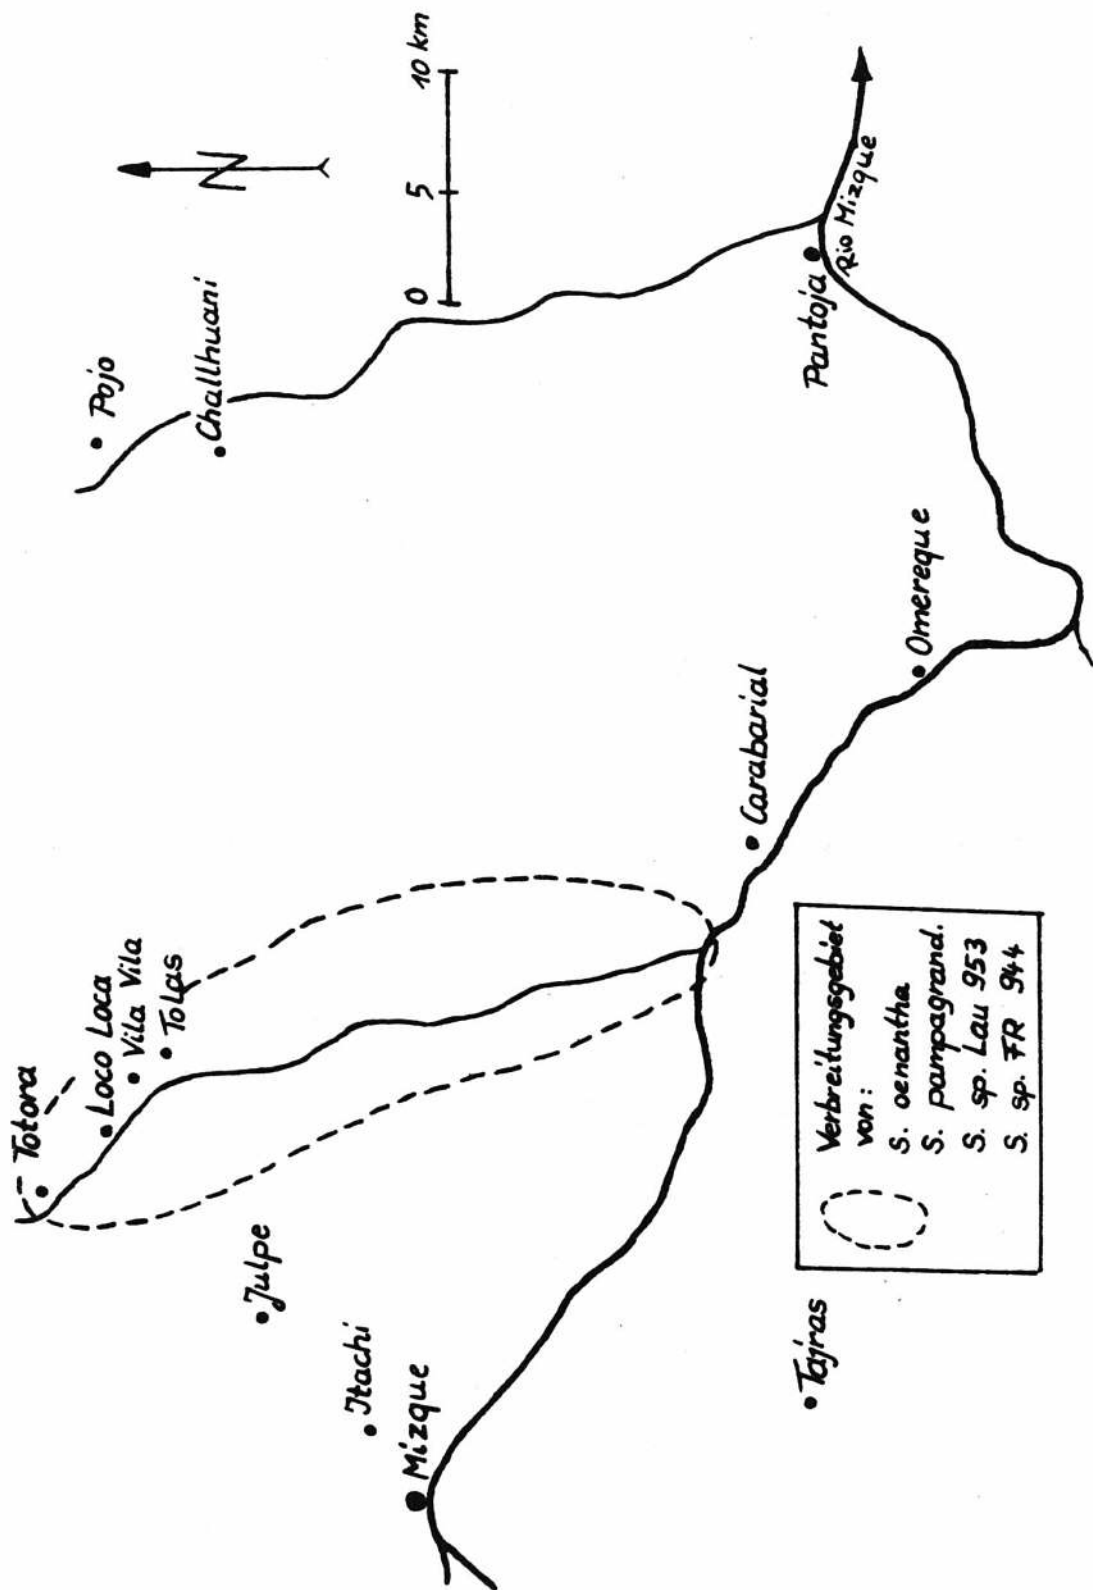 Pojo
Challhuani
N
0 5 10 km
Totora
Loco Loca
Vila Vila
Tolas
Julpe
Itachi
Mizque
Carabarial
Omereque
Pantoja
Rio Mizque
Tajras
Verbreitungsgebiet
von:
S. oenantha
S. pampagrand.
S. sp. Lau 953
S. sp. FR 944